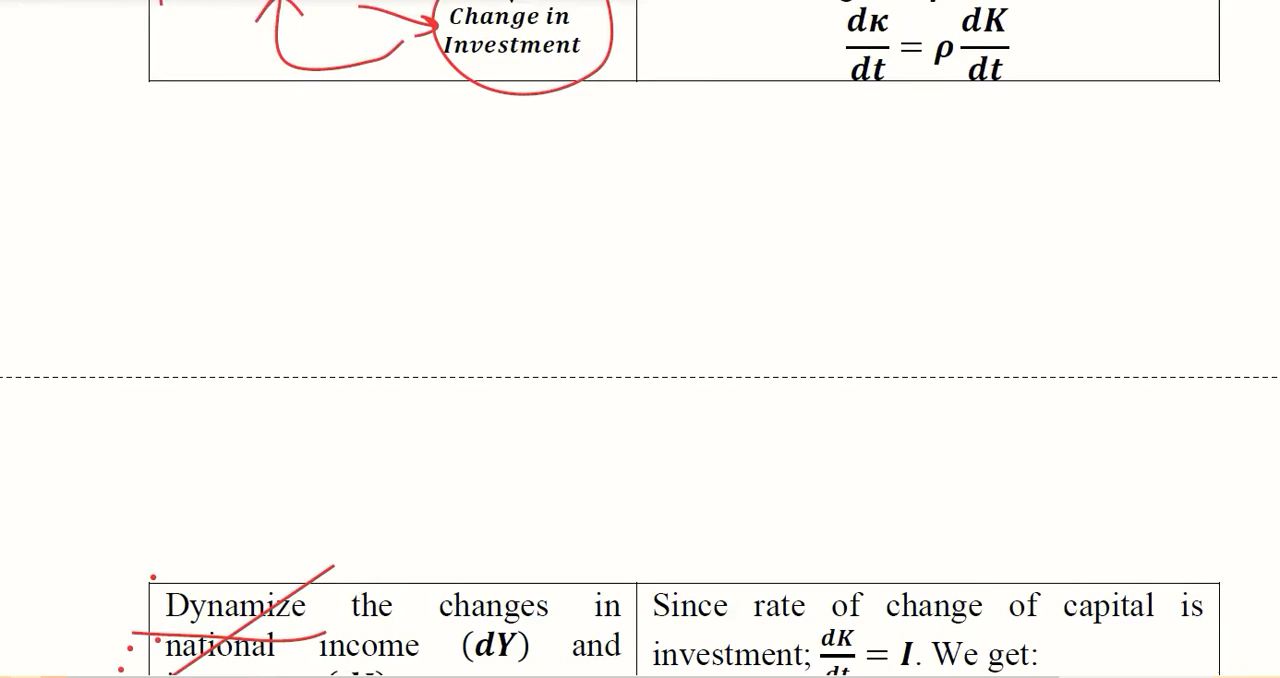 Change in
Investment
dκ/dt = ρ dK/dt
Dynamize the changes in
national income (dY) and
Since rate of change of capital is
investment; dK/dt = I. We get: